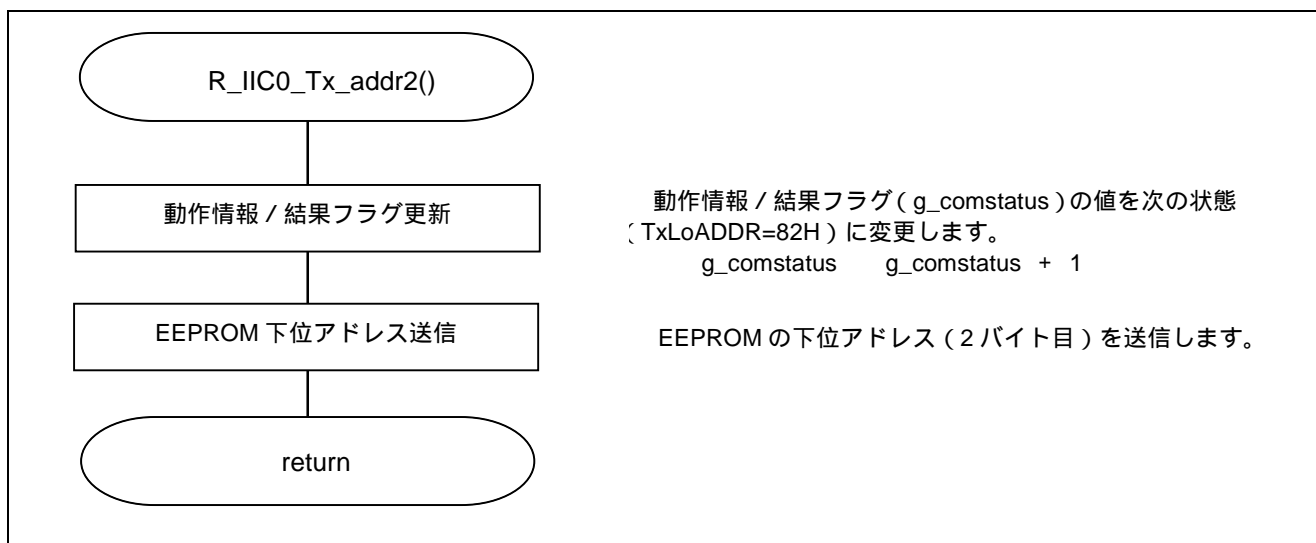 R_IIC0_Tx_addr2()
動作情報／結果フラグ更新
動作情報／結果フラグ（g_comstatus）の値を次の状態
（TxLoADDR=82H）に変更します。
g_comstatus　　g_comstatus + 1
EEPROM 下位アドレス送信
EEPROM の下位アドレス（2 バイト目）を送信します。
return